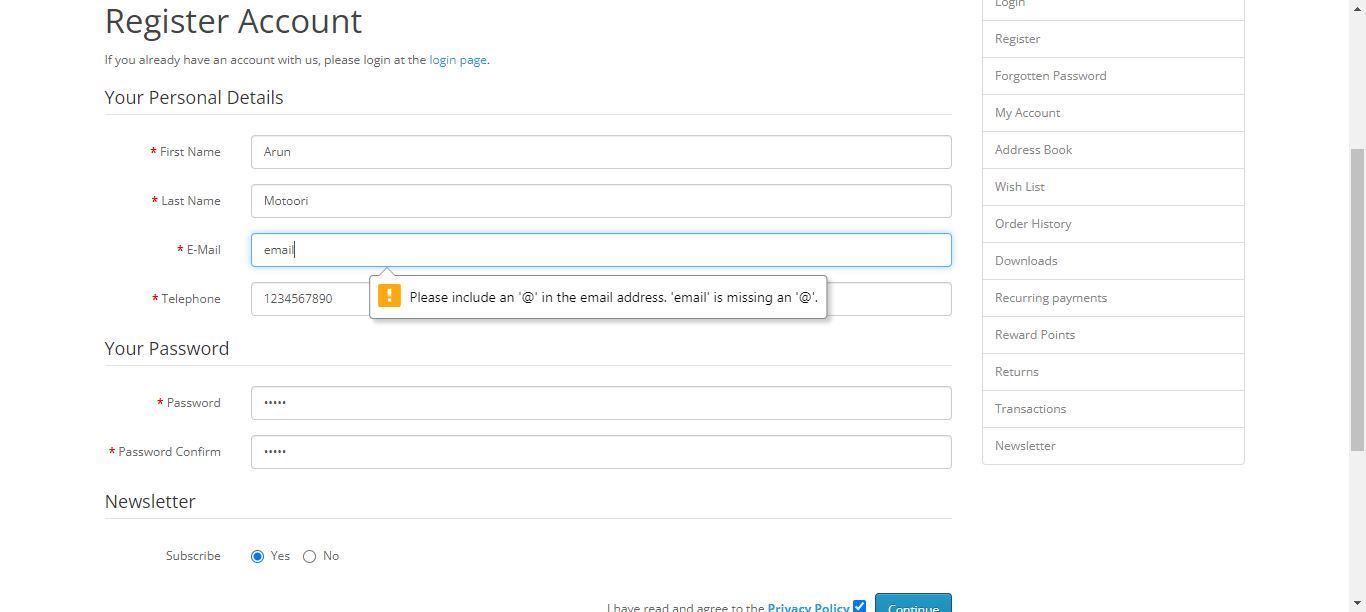 Register Account
If you already have an account with us, please login at the login page.
Your Personal Details
* First Name
Arun
* Last Name
Motoori
* E-Mail
email
Please include an '@' in the email address. 'email' is missing an '@'.
* Telephone
1234567890
Your Password
* Password
•••••
* Password Confirm
•••••
Newsletter
Subscribe
Yes No
I have read and agree to the Privacy Policy
Continue
Login
Register
Forgotten Password
My Account
Address Book
Wish List
Order History
Downloads
Recurring payments
Reward Points
Returns
Transactions
Newsletter